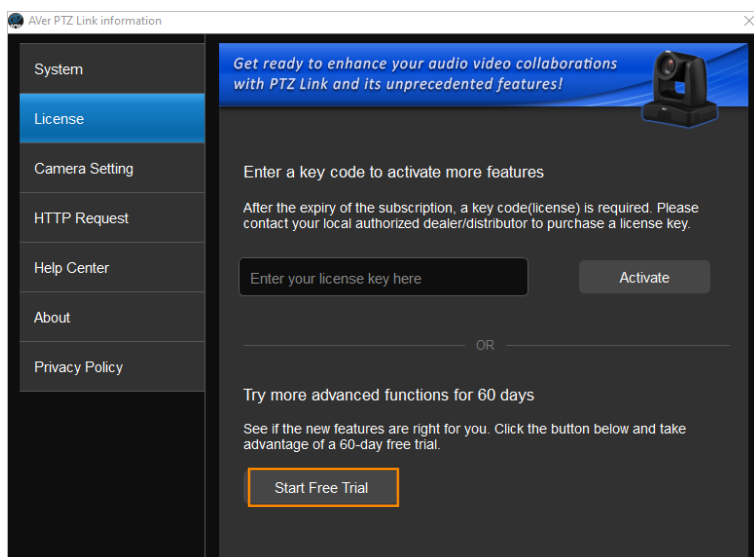 AVer PTZ Link information
System
License
Camera Setting
HTTP Request
Help Center
About
Privacy Policy
Get ready to enhance your audio video collaborations
with PTZ Link and its unprecedented features!
Enter a key code to activate more features
After the expiry of the subscription, a key code(license) is required. Please
contact your local authorized dealer/distributor to purchase a license key.
Enter your license key here
Activate
OR
Try more advanced functions for 60 days
See if the new features are right for you. Click the button below and take
advantage of a 60-day free trial.
Start Free Trial